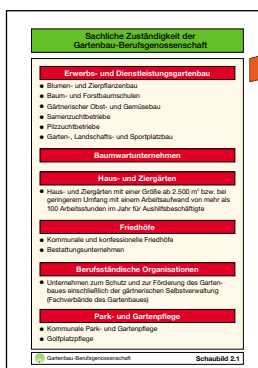 Sachliche Zuständigkeit der
Gartenbau-Berufsgenossenschaft
Erwerbs- und Dienstleistungsgartenbau
● Blumen- und Zierpflanzenbau
● Baum- und Forstbaumschulen
● Gärtnerischer Obst- und Gemüsebau
● Samenzuchtbetriebe
● Pilzzuchtbetriebe
● Garten-, Landschafts- und Sportplatzbau
Baumwartunternehmen
Haus- und Ziergärten
● Haus- und Ziergärten mit einer Größe ab 2.500 m² bzw. bei
geringerem Umfang mit einem Arbeitsaufwand von mehr als
100 Arbeitsstunden im Jahr für Aushilfsbeschäftigte
Friedhöfe
● Kommunale und konfessionelle Friedhöfe
● Bestattungsunternehmen
Berufsständische Organisationen
● Unternehmen zum Schutz und zur Förderung des Garten-
baues einschließlich der gärtnerischen Selbstverwaltung
(Fachverbände des Gartenbaues)
Park- und Gartenpflege
● Kommunale Park- und Gartenpflege
● Golfplatzpflege
Gartenbau-Berufsgenossenschaft Schaubild 2.1